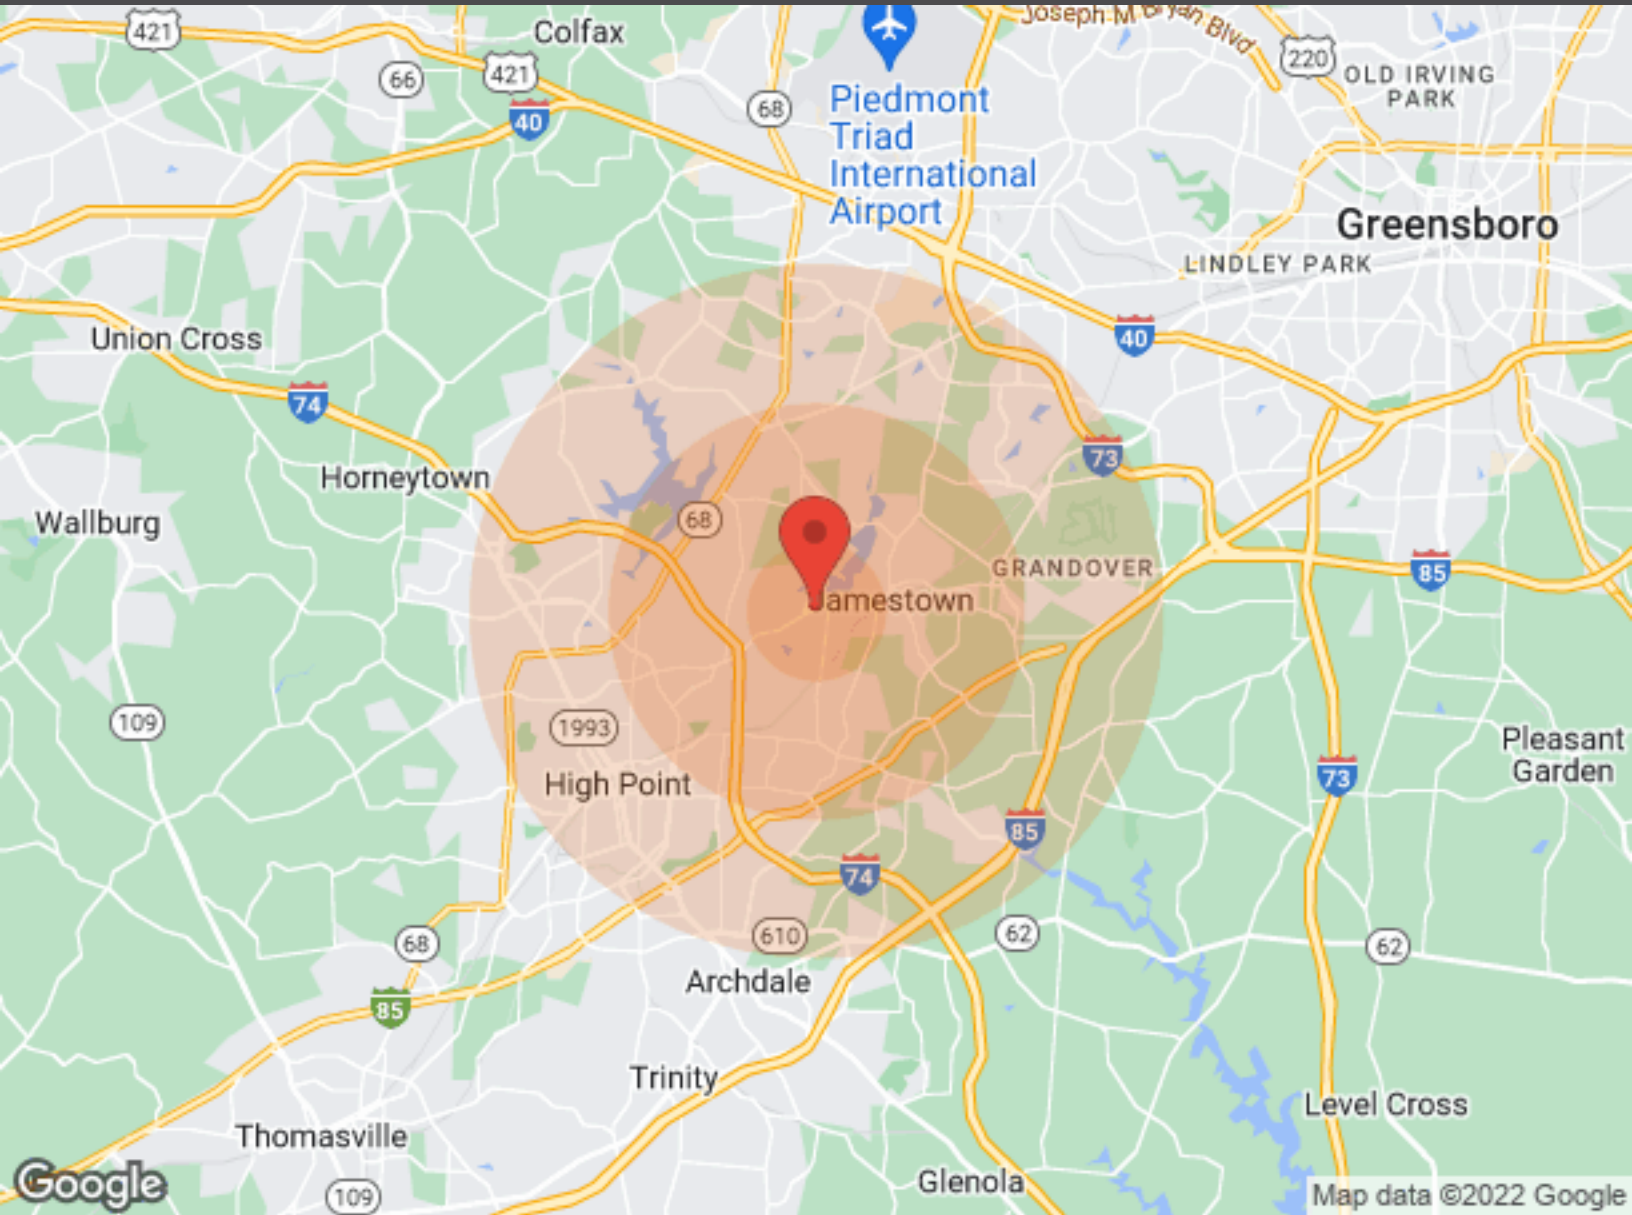 Joseph M Bryan Blvd
421
Colfax
220
66
421
OLD IRVING
PARK
40
68
Piedmont
Triad
International
Airport
Greensboro
LINDLEY PARK
Union Cross
40
74
73
Horneytown
Wallburg
68
GRANDOVER
85
Jamestown
109
1993
Pleasant
Garden
High Point
73
85
74
610
62
62
68
Archdale
85
Trinity
Level Cross
Thomasville
Glenola
Google
109
Map data ©2022 Google